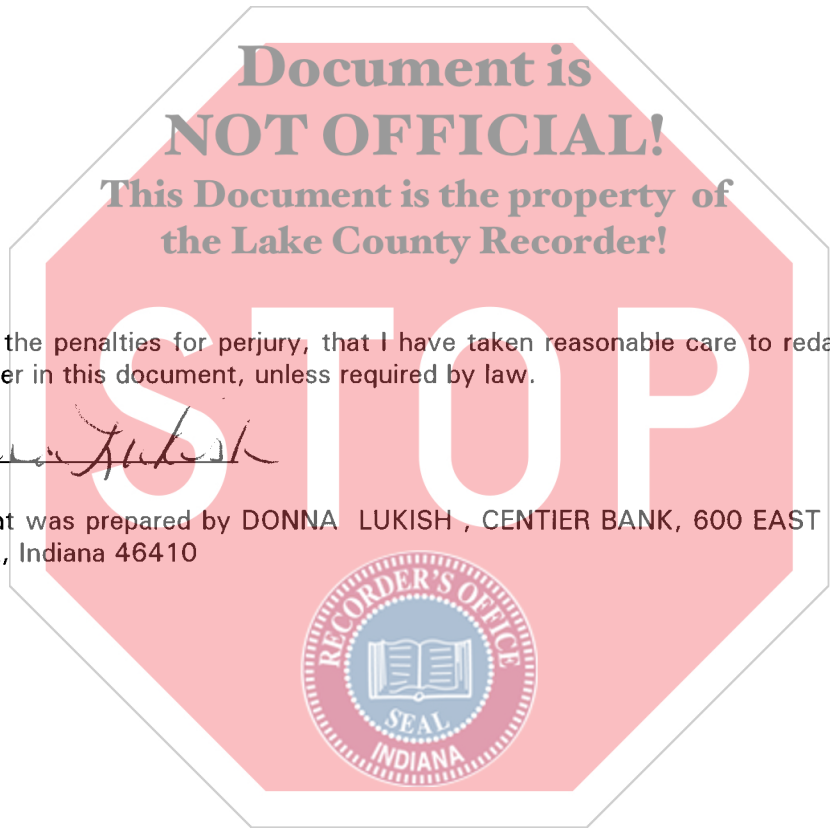 Document is
NOT OFFICIAL!
This Document is the property of
the Lake County Recorder!
STOP
the penalties for perjury, that I have taken reasonable care to reda
er in this document, unless required by law.
Lukish
at was prepared by DONNA LUKISH , CENTIER BANK, 600 EAST
, Indiana 46410
RECORDER'S OFFICE
SEAL
INDIANA